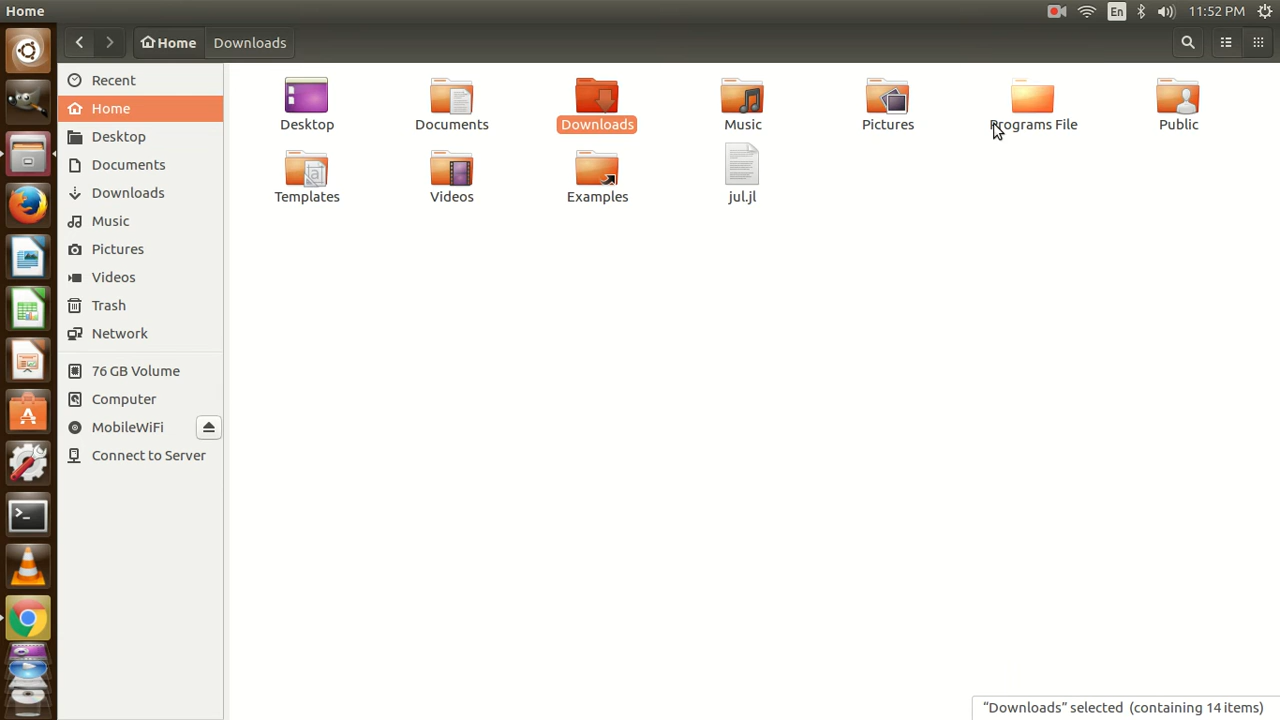 Home
En
11:52 PM
Home
Downloads
Recent
Home
Desktop
Documents
Downloads
Music
Pictures
Videos
Trash
Network
76 GB Volume
Computer
MobileWiFi
Connect to Server
Desktop
Documents
Downloads
Music
Pictures
Programs File
Public
Templates
Videos
Examples
jul.jl
“Downloads” selected (containing 14 items)